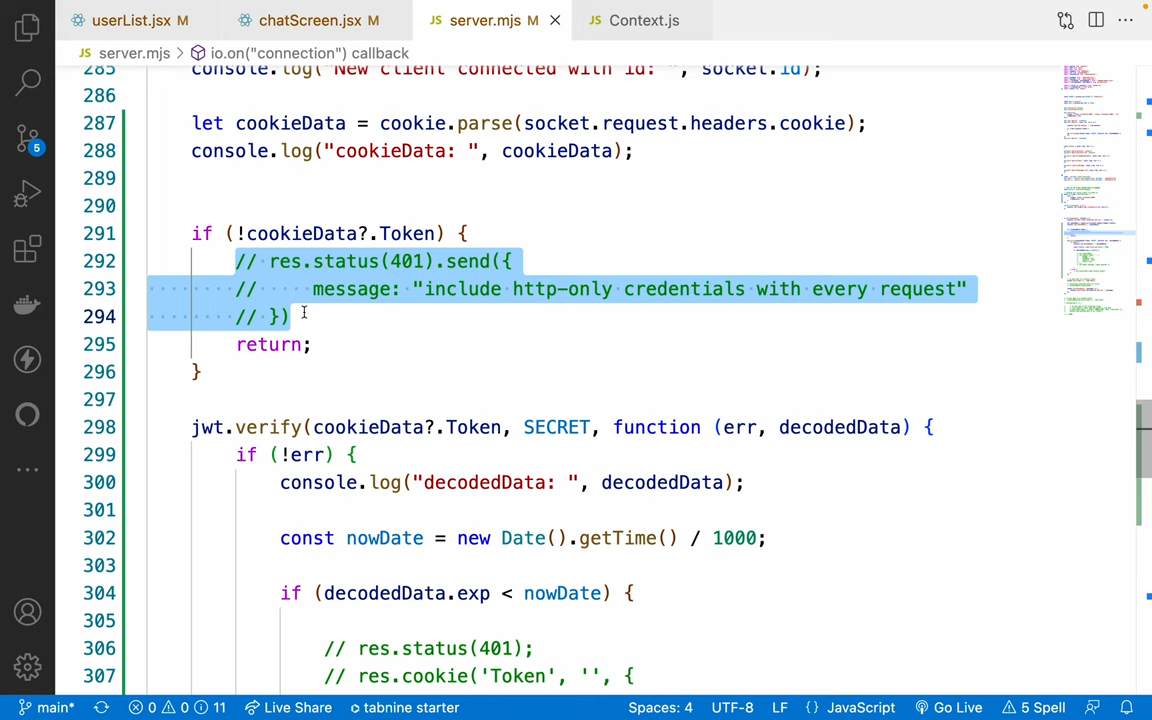 userList.jsx M
chatScreen.jsx M
JS server.mjs M
JS Context.js
JS server.mjs > io.on("connection") callback
285 console.log("New client connected with id: ", socket.id);
286
287 let cookieData = cookie.parse(socket.request.headers.cookie);
288 console.log("cookieData: ", cookieData);
289
290
291 if (!cookieData?.Token) {
292 // res.status(401).send({
293 //     message: "include http-only credentials with every request"
294 // })
295 return;
296 }
297
298 jwt.verify(cookieData?.Token, SECRET, function (err, decodedData) {
299 if (!err) {
300 console.log("decodedData: ", decodedData);
301
302 const nowDate = new Date().getTime() / 1000;
303
304 if (decodedData.exp < nowDate) {
305
306 // res.status(401);
307 // res.cookie('Token', '', {
5
main* 0 0 11 Live Share tabnine starter Spaces: 4 UTF-8 LF {} JavaScript Go Live 5 Spell